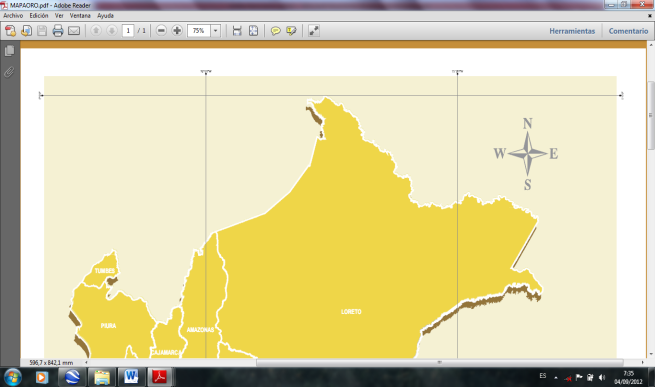 MAPAORO.pdf - Adobe Reader
Archivo Edición Ver Ventana Ayuda
1 / 1 75% Herramientas Comentario
N
W E
S
TUMBES
PIURA
CAJAMARCA
AMAZONAS
LORETO
596,7 x 842,1 mm
ES 7:35
04/09/2012